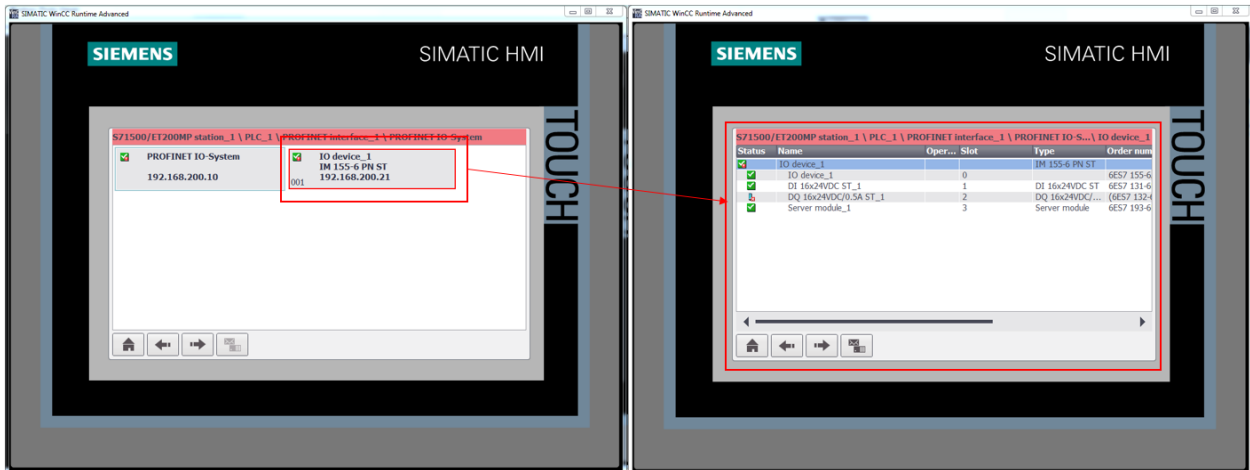 SIMATIC WinCC Runtime Advanced
SIEMENS
SIMATIC HMI
TOUCH
S71500/ET200MP station_1 \ PLC_1 \ PROFINET interface_1 \ PROFINET IO-System
PROFINET IO-System
192.168.200.10
IO device_1
IM 155-6 PN ST
192.168.200.21
001
SIMATIC WinCC Runtime Advanced
SIEMENS
SIMATIC HMI
TOUCH
S71500/ET200MP station_1 \ PLC_1 \ PROFINET interface_1 \ PROFINET IO-S...\ IO device_1
Status Name Oper... Slot Type Order num
IO device_1 IM 155-6 PN ST
IO device_1 0 6ES7 155-6
DI 16x24VDC ST_1 1 DI 16x24VDC ST 6ES7 131-6
DQ 16x24VDC/0.5A ST_1 2 DQ 16x24VDC/... (6ES7 132-6
Server module_1 3 Server module 6ES7 193-6